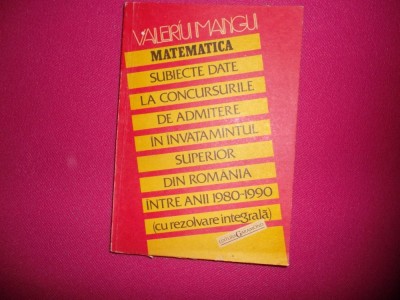 VALERIU MANGU
MATEMATICA
SUBIECTE DATE
LA CONCURSURILE
DE ADMITERE
IN INVATAMINTUL
SUPERIOR
DIN ROMÂNIA
INTRE ANII 1980-1990
(cu rezolvare integrală)